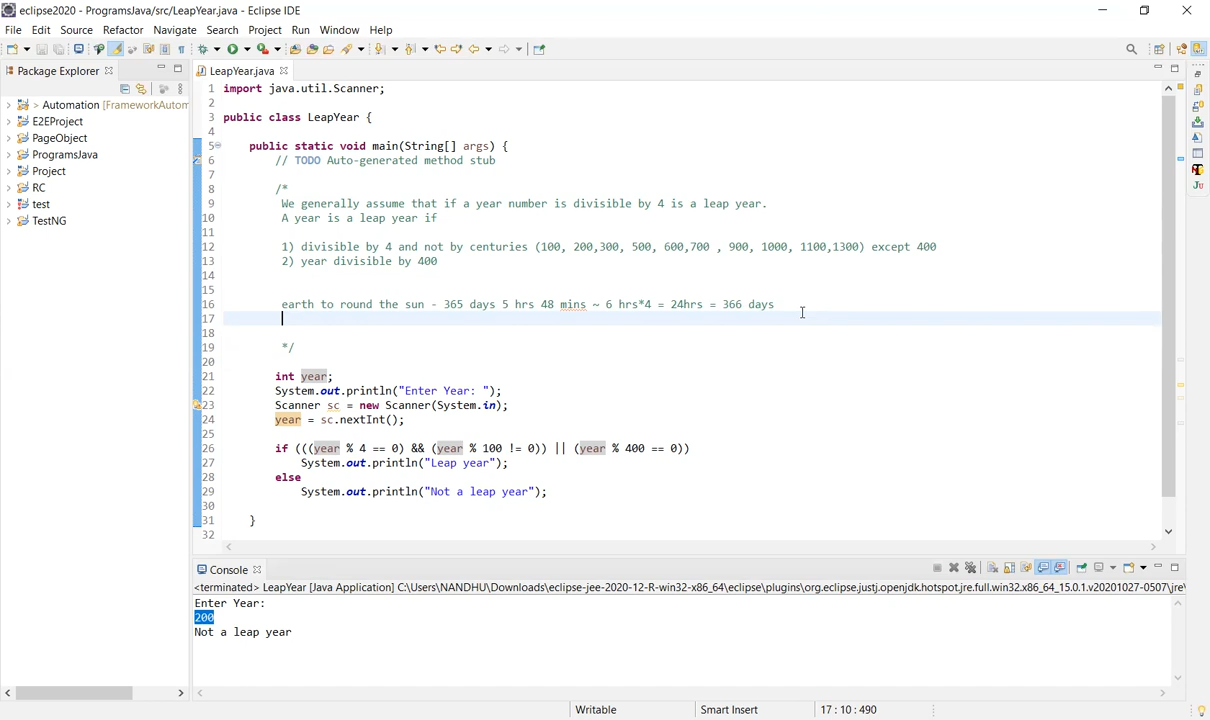 eclipse2020 - ProgramsJava/src/LeapYear.java - Eclipse IDE
File Edit Source Refactor Navigate Search Project Run Window Help
Package Explorer
LeapYear.java
> Automation [FrameworkAutom
E2EProject
PageObject
ProgramsJava
Project
RC
test
TestNG
1 import java.util.Scanner;
2
3 public class LeapYear {
4
5 public static void main(String[] args) {
6 // TODO Auto-generated method stub
7
8 /*
9 We generally assume that if a year number is divisible by 4 is a leap year.
10 A year is a leap year if
11
12 1) divisible by 4 and not by centuries (100, 200,300, 500, 600,700 , 900, 1000, 1100,1300) except 400
13 2) year divisible by 400
14
15
16 earth to round the sun - 365 days 5 hrs 48 mins ~ 6 hrs*4 = 24hrs = 366 days
17
18
19 */
20
21 int year;
22 System.out.println("Enter Year: ");
23 Scanner sc = new Scanner(System.in);
24 year = sc.nextInt();
25
26 if (((year % 4 == 0) && (year % 100 != 0)) || (year % 400 == 0))
27 System.out.println("Leap year");
28 else
29 System.out.println("Not a leap year");
30
31 }
32
Console
<terminated> LeapYear [Java Application] C:\Users\NANDHU\Downloads\eclipse-jee-2020-12-R-win32-x86_64\eclipse\plugins\org.eclipse.justj.openjdk.hotspot.jre.full.win32.x86_64_15.0.1.v20201027-0507\jre\
Enter Year:
200
Not a leap year
Writable Smart Insert 17 : 10 : 490